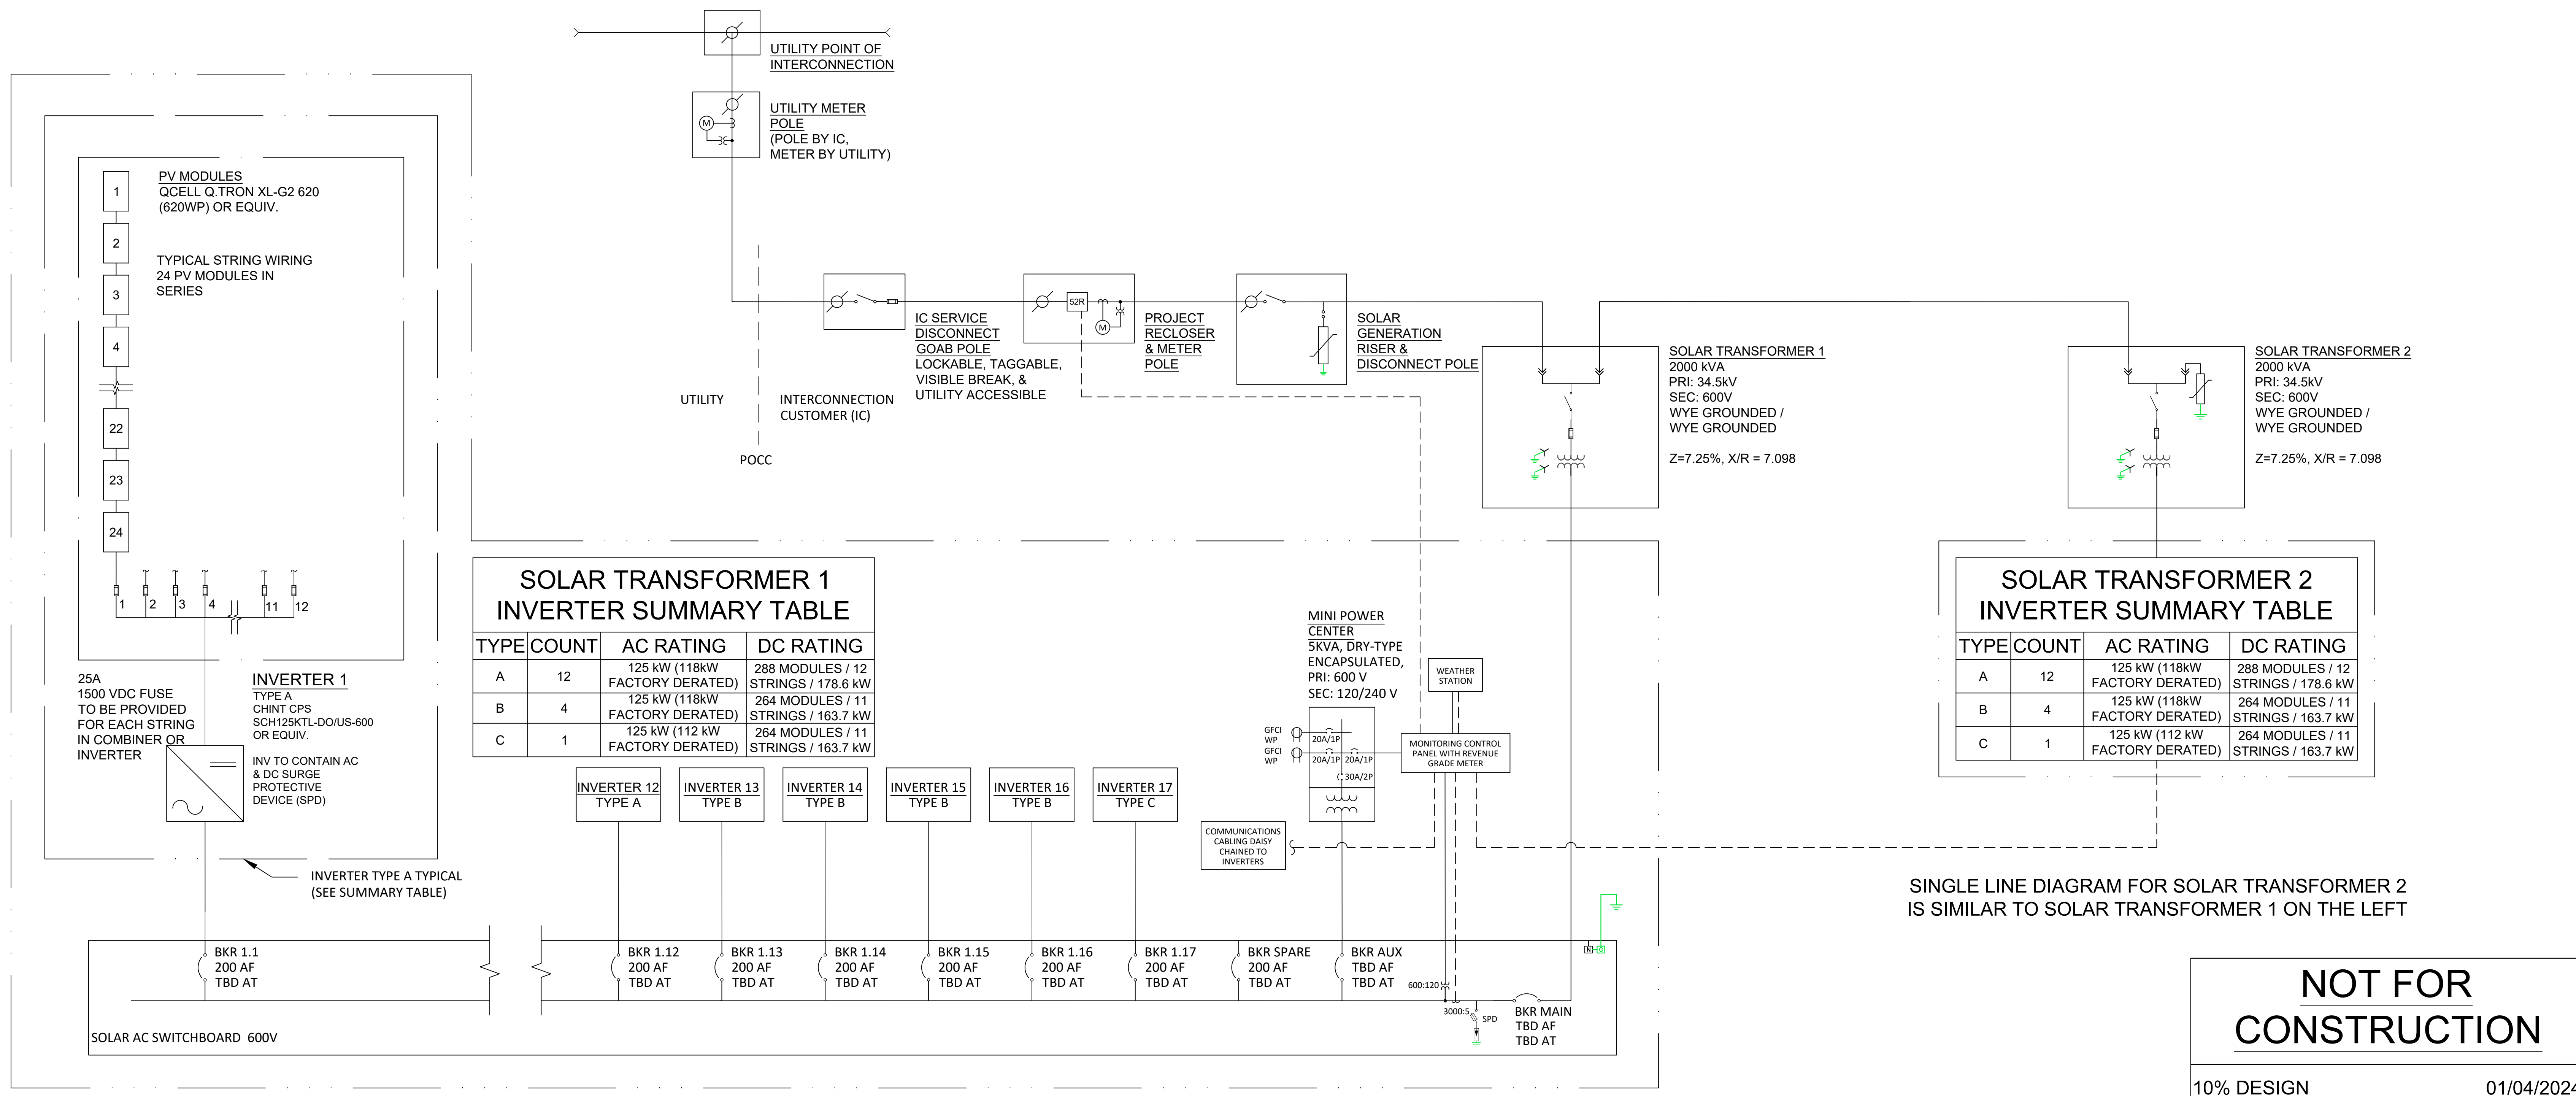 UTILITY POINT OF
INTERCONNECTION
UTILITY METER
POLE
(POLE BY IC,
METER BY UTILITY)
M
PV MODULES
QCELL Q.TRON XL-G2 620
(620WP) OR EQUIV.
TYPICAL STRING WIRING
24 PV MODULES IN
SERIES
1
2
3
4
22
23
24
1
2
3
4
11
12
25A
1500 VDC FUSE
TO BE PROVIDED
FOR EACH STRING
IN COMBINER OR
INVERTER
INVERTER 1
TYPE A
CHINT CPS
SCH125KTL-DO/US-600
OR EQUIV.
INV TO CONTAIN AC
& DC SURGE
PROTECTIVE
DEVICE (SPD)
INVERTER TYPE A TYPICAL
(SEE SUMMARY TABLE)
UTILITY
INTERCONNECTION
CUSTOMER (IC)
POCC
IC SERVICE
DISCONNECT
GOAB POLE
LOCKABLE, TAGGABLE,
VISIBLE BREAK, &
UTILITY ACCESSIBLE
52R
M
PROJECT
RECLOSER
& METER
POLE
SOLAR
GENERATION
RISER &
DISCONNECT POLE
SOLAR TRANSFORMER 1
2000 kVA
PRI: 34.5kV
SEC: 600V
WYE GROUNDED /
WYE GROUNDED
Z=7.25%, X/R = 7.098
SOLAR TRANSFORMER 2
2000 kVA
PRI: 34.5kV
SEC: 600V
WYE GROUNDED /
WYE GROUNDED
Z=7.25%, X/R = 7.098
SOLAR TRANSFORMER 1
INVERTER SUMMARY TABLE
TYPE COUNT AC RATING DC RATING
A 12 125 kW (118kW FACTORY DERATED) 288 MODULES / 12 STRINGS / 178.6 kW
B 4 125 kW (118kW FACTORY DERATED) 264 MODULES / 11 STRINGS / 163.7 kW
C 1 125 kW (112 kW FACTORY DERATED) 264 MODULES / 11 STRINGS / 163.7 kW
SOLAR TRANSFORMER 2
INVERTER SUMMARY TABLE
TYPE COUNT AC RATING DC RATING
A 12 125 kW (118kW FACTORY DERATED) 288 MODULES / 12 STRINGS / 178.6 kW
B 4 125 kW (118kW FACTORY DERATED) 264 MODULES / 11 STRINGS / 163.7 kW
C 1 125 kW (112 kW FACTORY DERATED) 264 MODULES / 11 STRINGS / 163.7 kW
MINI POWER
CENTER
5KVA, DRY-TYPE
ENCAPSULATED,
PRI: 600 V
SEC: 120/240 V
GFCI
WP
GFCI
WP
20A/1P
20A/1P 20A/1P
30A/2P
WEATHER
STATION
MONITORING CONTROL
PANEL WITH REVENUE
GRADE METER
COMMUNICATIONS
CABLING DAISY
CHAINED TO
INVERTERS
INVERTER 12
TYPE A
INVERTER 13
TYPE B
INVERTER 14
TYPE B
INVERTER 15
TYPE B
INVERTER 16
TYPE B
INVERTER 17
TYPE C
BKR 1.1
200 AF
TBD AT
BKR 1.12
200 AF
TBD AT
BKR 1.13
200 AF
TBD AT
BKR 1.14
200 AF
TBD AT
BKR 1.15
200 AF
TBD AT
BKR 1.16
200 AF
TBD AT
BKR 1.17
200 AF
TBD AT
BKR SPARE
200 AF
TBD AT
BKR AUX
TBD AF
TBD AT
600:120
3000:5
SPD
BKR MAIN
TBD AF
TBD AT
N
G
SOLAR AC SWITCHBOARD 600V
SINGLE LINE DIAGRAM FOR SOLAR TRANSFORMER 2
IS SIMILAR TO SOLAR TRANSFORMER 1 ON THE LEFT
NOT FOR
CONSTRUCTION
10% DESIGN 01/04/2024